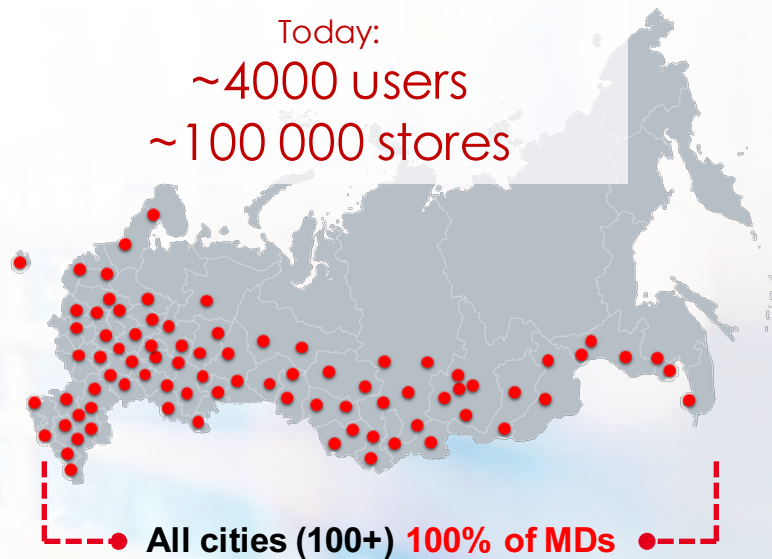 Today:
~4000 users
~100 000 stores
All cities (100+) 100% of MDs